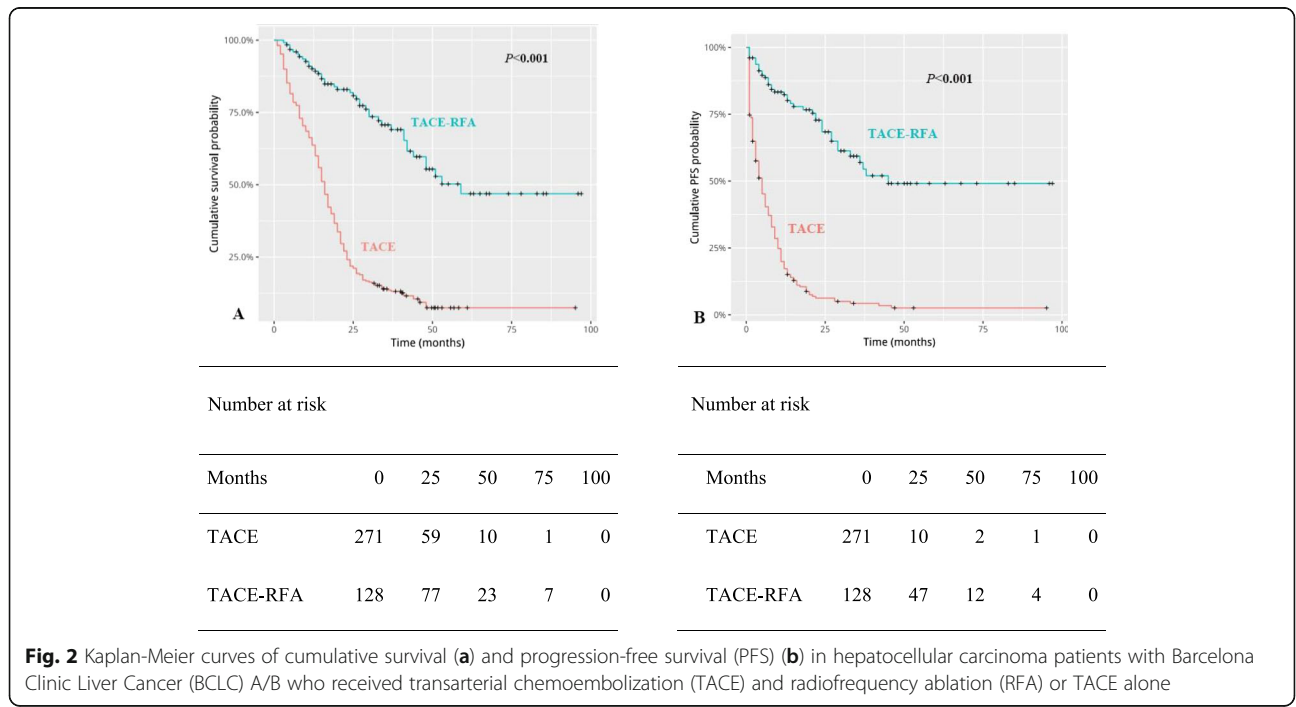 100.0%
75.0%
50.0%
25.0%
Cumulative survival probability
P<0.001
TACE-RFA
TACE
A
0 25 50 75 100
Time (months)
100%
75%
50%
25%
0%
Cumulative PFS probability
P<0.001
TACE-RFA
TACE
B
0 25 50 75 100
Time (months)
Number at risk
Months 0 25 50 75 100
TACE 271 59 10 1 0
TACE-RFA 128 77 23 7 0
Number at risk
Months 0 25 50 75 100
TACE 271 10 2 1 0
TACE-RFA 128 47 12 4 0
Fig. 2 Kaplan-Meier curves of cumulative survival (a) and progression-free survival (PFS) (b) in hepatocellular carcinoma patients with Barcelona
Clinic Liver Cancer (BCLC) A/B who received transarterial chemoembolization (TACE) and radiofrequency ablation (RFA) or TACE alone